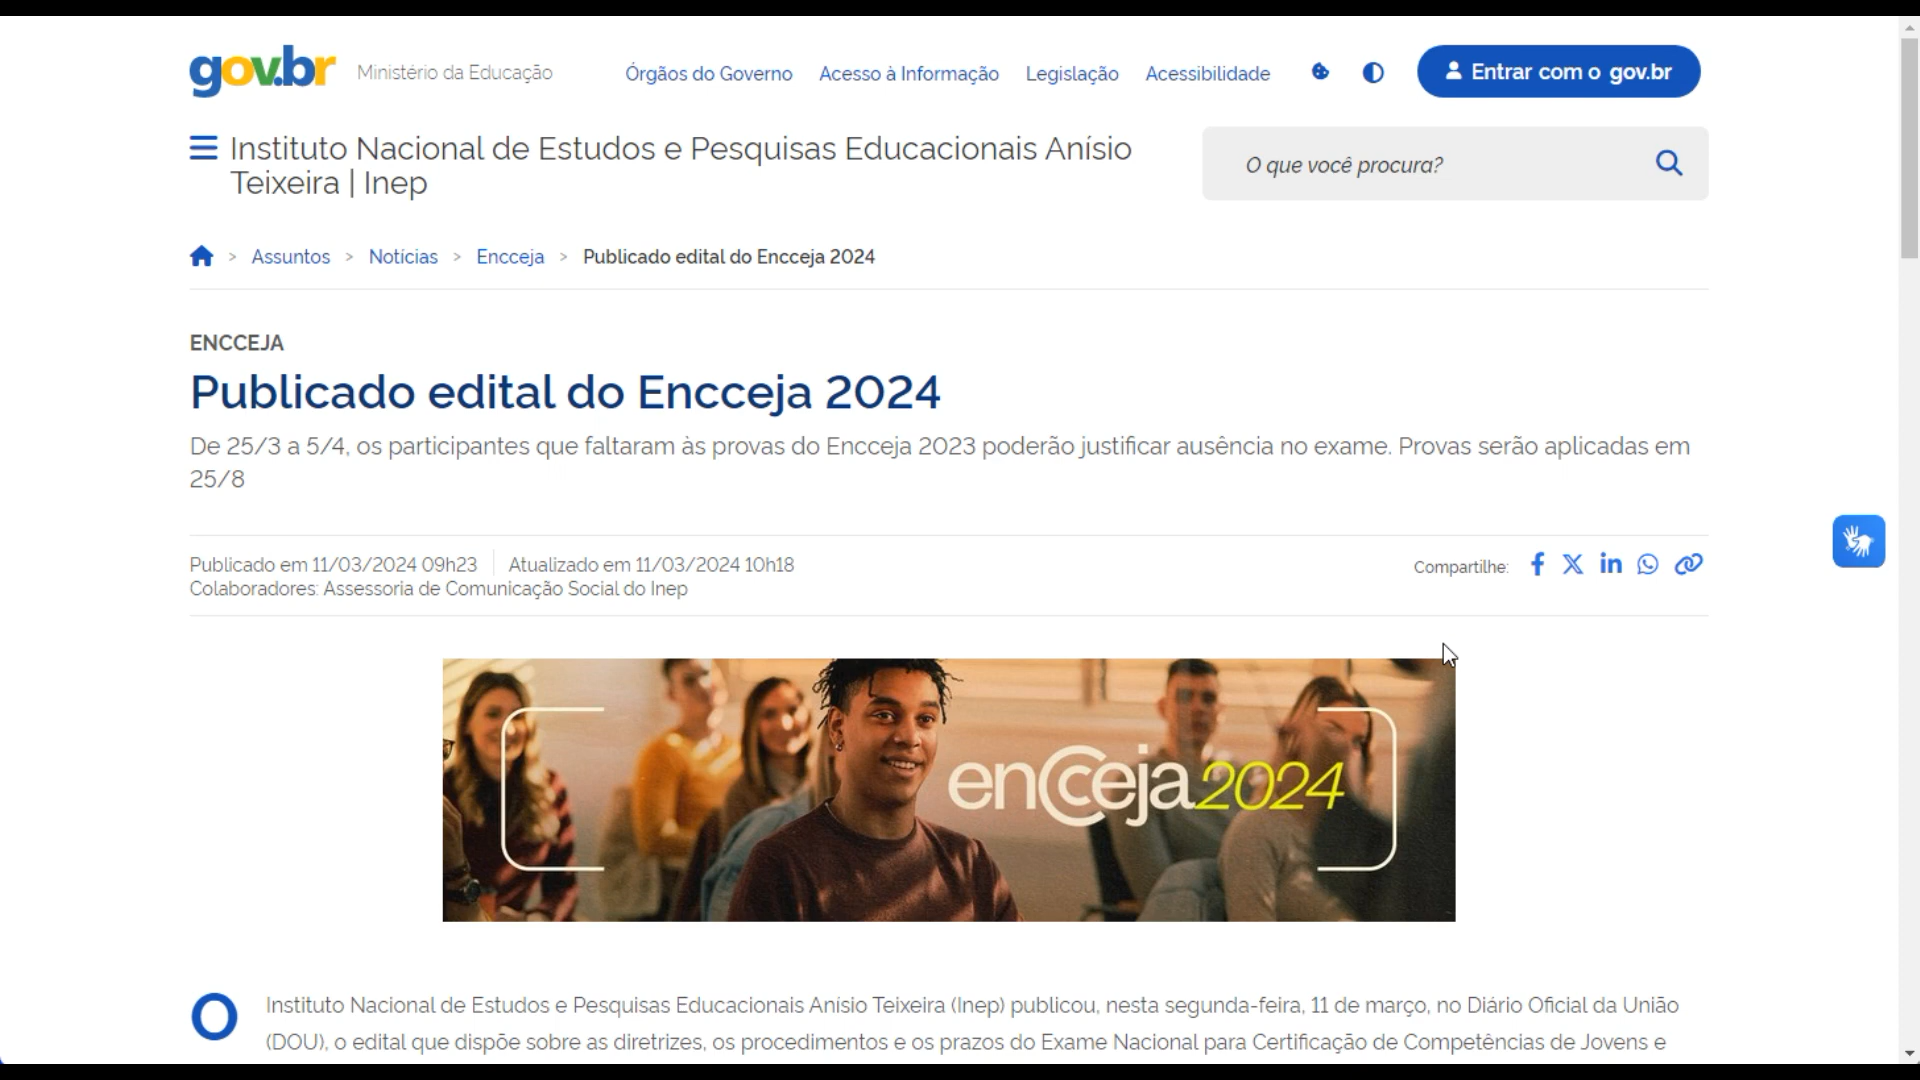 gov.br
Ministério da Educação
Órgãos do Governo
Acesso à Informação
Legislação
Acessibilidade
Entrar com o gov.br
Instituto Nacional de Estudos e Pesquisas Educacionais Anísio
Teixeira | Inep
O que você procura?
> Assuntos > Notícias > Encceja > Publicado edital do Encceja 2024
ENCCEJA
Publicado edital do Encceja 2024
De 25/3 a 5/4, os participantes que faltaram às provas do Encceja 2023 poderão justificar ausência no exame. Provas serão aplicadas em
25/8
Publicado em 11/03/2024 09h23
Atualizado em 11/03/2024 10h18
Colaboradores: Assessoria de Comunicação Social do Inep
Compartilhe:
encceja2024
O Instituto Nacional de Estudos e Pesquisas Educacionais Anísio Teixeira (Inep) publicou, nesta segunda-feira, 11 de março, no Diário Oficial da União
(DOU), o edital que dispõe sobre as diretrizes, os procedimentos e os prazos do Exame Nacional para Certificação de Competências de Jovens e